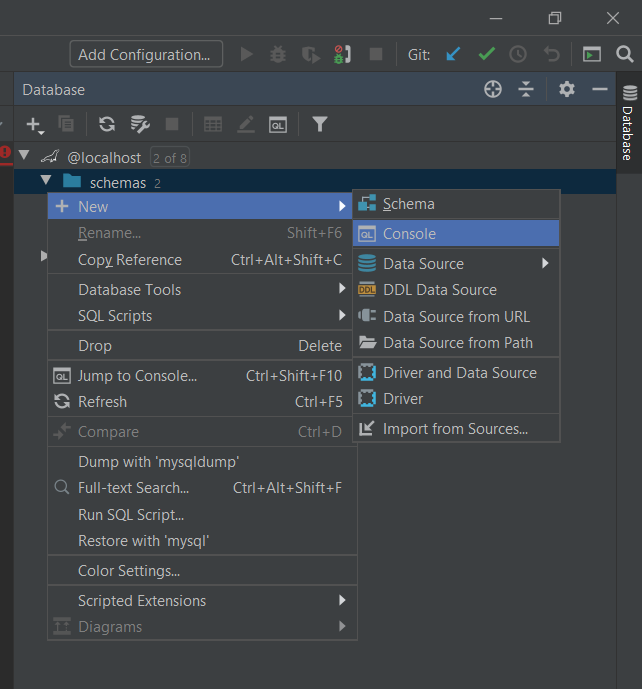 Add Configuration...
Git:
Database
Database
@localhost 2 of 8
schemas 2
New
Rename... Shift+F6
Copy Reference Ctrl+Alt+Shift+C
Database Tools
SQL Scripts
Drop Delete
QL Jump to Console... Ctrl+Shift+F10
Refresh Ctrl+F5
Compare Ctrl+D
Dump with 'mysqldump'
Full-text Search... Ctrl+Alt+Shift+F
Run SQL Script...
Restore with 'mysql'
Color Settings...
Scripted Extensions
Diagrams
Schema
QL Console
Data Source
DDL DDL Data Source
Data Source from URL
Data Source from Path
Driver and Data Source
Driver
Import from Sources...
QL